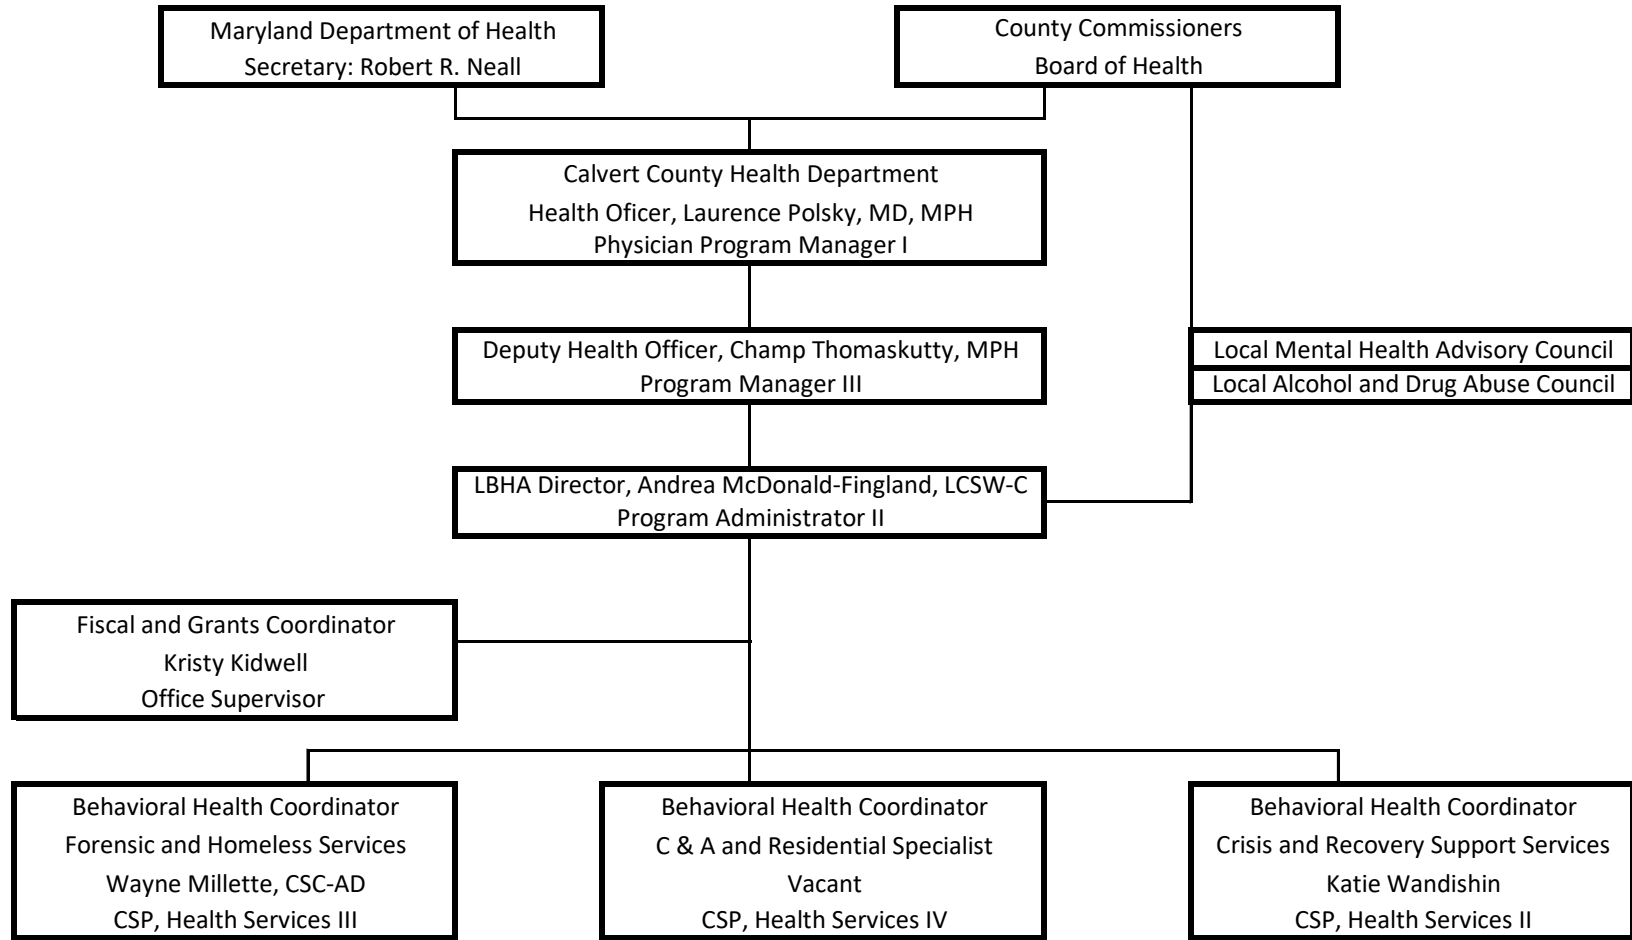 Maryland Department of Health
Secretary: Robert R. Neall
County Commissioners
Board of Health
Calvert County Health Department
Health Oficer, Laurence Polsky, MD, MPH
Physician Program Manager I
Deputy Health Officer, Champ Thomaskutty, MPH
Program Manager III
Local Mental Health Advisory Council
Local Alcohol and Drug Abuse Council
LBHA Director, Andrea McDonald-Fingland, LCSW-C
Program Administrator II
Fiscal and Grants Coordinator
Kristy Kidwell
Office Supervisor
Behavioral Health Coordinator
Forensic and Homeless Services
Wayne Millette, CSC-AD
CSP, Health Services III
Behavioral Health Coordinator
C & A and Residential Specialist
Vacant
CSP, Health Services IV
Behavioral Health Coordinator
Crisis and Recovery Support Services
Katie Wandishin
CSP, Health Services II